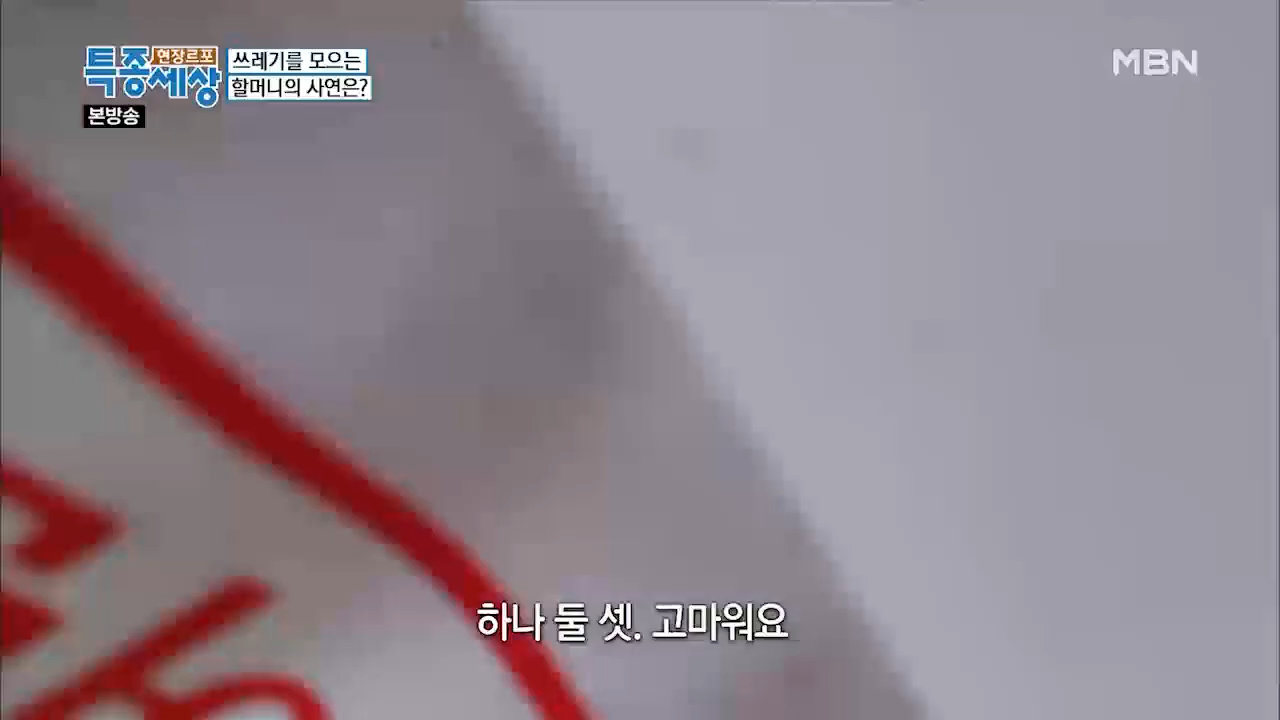 현장르포
특종세상
쓰레기를 모으는
할머니의 사연은?
본방송
MBN
하나 둘 셋. 고마워요